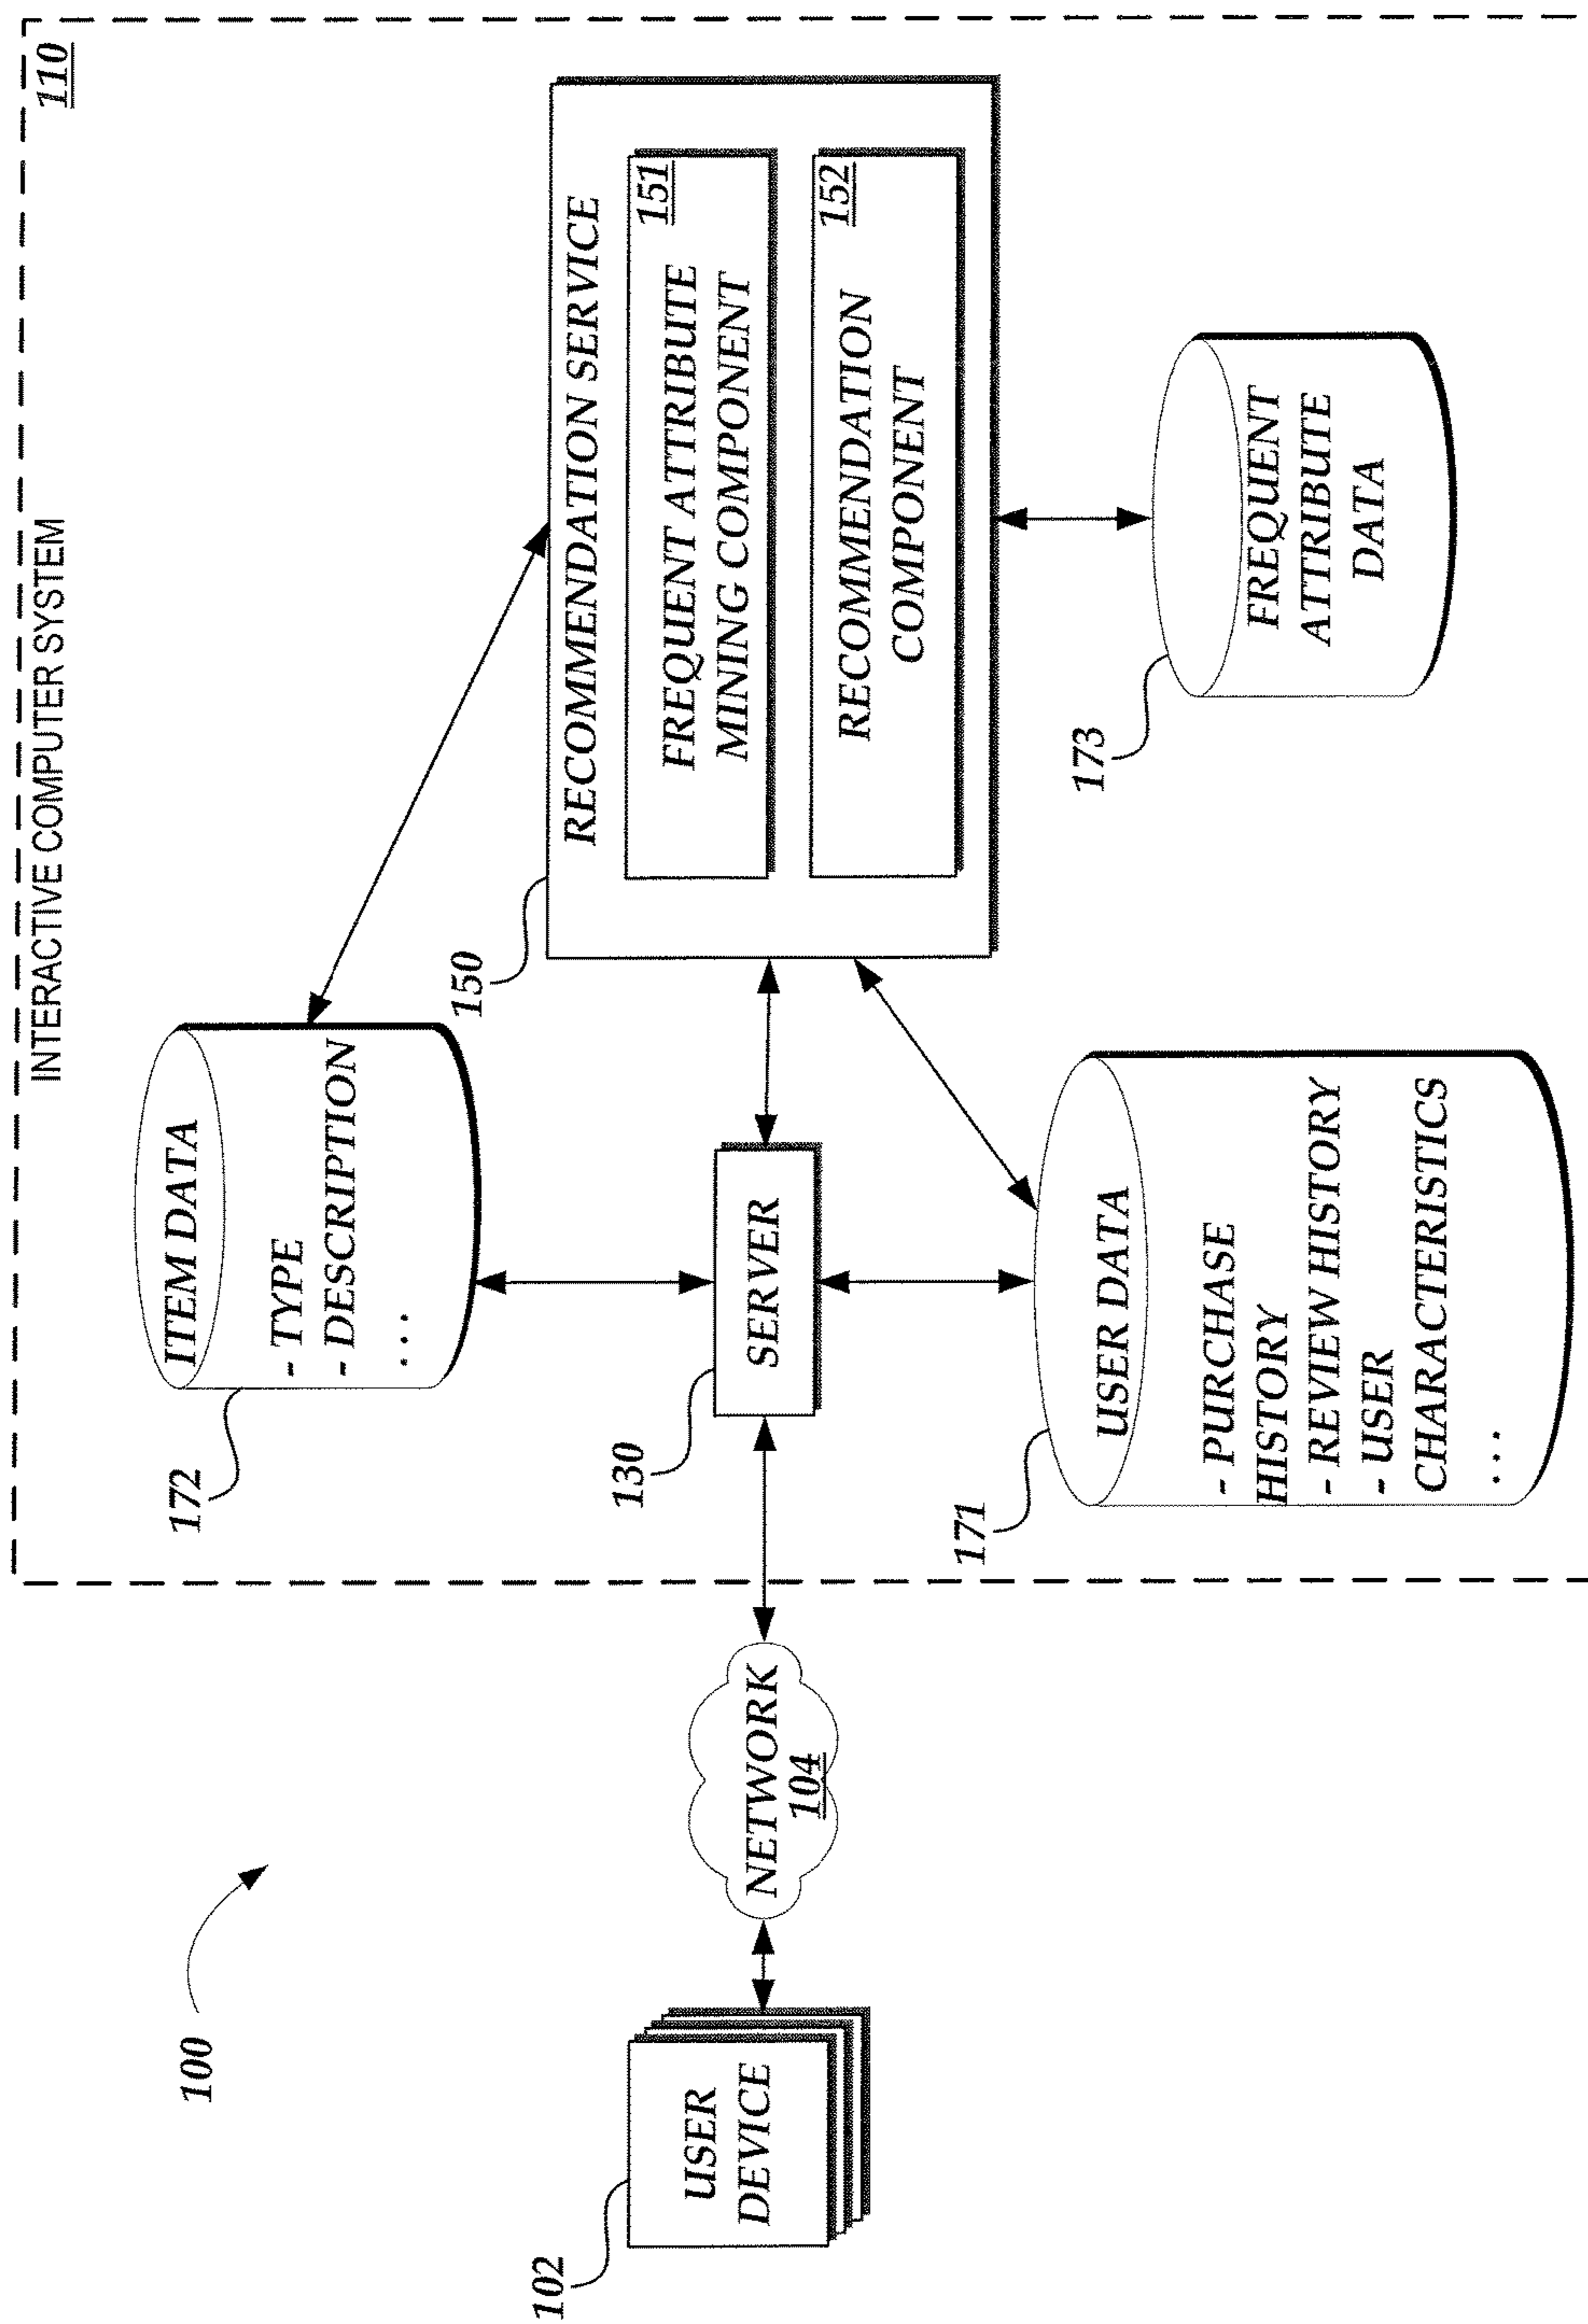 INTERACTIVE COMPUTER SYSTEM
110
100
172
ITEM DATA
- TYPE
- DESCRIPTION
...
150
RECOMMENDATION SERVICE
151
FREQUENT ATTRIBUTE
MINING COMPONENT
152
RECOMMENDATION
COMPONENT
102
USER
DEVICE
NETWORK
104
130
SERVER
171
USER DATA
- PURCHASE
HISTORY
- REVIEW HISTORY
- USER
CHARACTERISTICS
...
173
FREQUENT
ATTRIBUTE
DATA